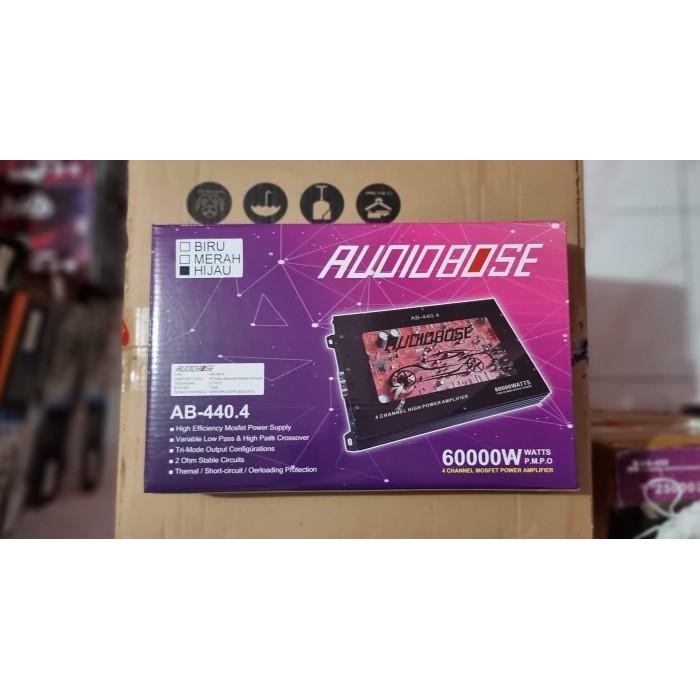 BIRU
MERAH
HIJAU
AUDIOBOSE
AUDIOBOSE
AB-440.4
High Efficiency Mosfet Power Supply
Variable Low Pass & High Pass Crossover
Tri-Mode Output Configurations
2 Ohm Stable Circuits
Themal / Short-circuit / Oerloading Protection
AB-440.4
AUDIOBOSE
60000WATTS
4 CHANNEL HIGH POWER AMPLIFIER
60000W WATTS
P.M.P.O
4 CHANNEL MOSFET POWER AMPLIFIER